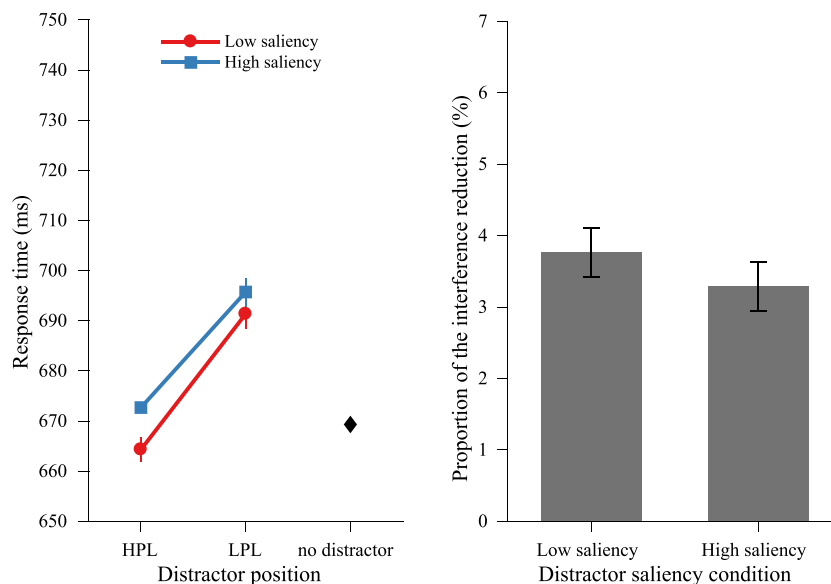 Response time (ms)
750
740
730
720
710
700
690
680
670
660
650
Low saliency
High saliency
HPL
LPL
no distractor
Distractor position
Proportion of the interference reduction (%)
7
6
5
4
3
2
1
0
Low saliency
High saliency
Distractor saliency condition